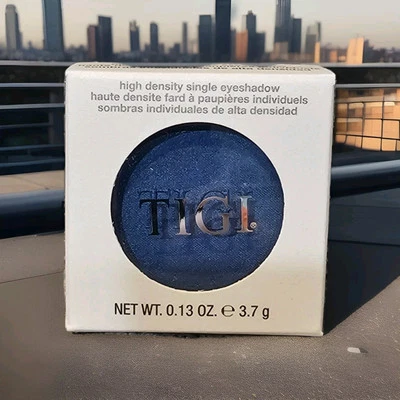 high density single eyeshadow
haute densite fard à paupières individuels
sombras individuales de alta densidad
TIGI.
NET WT. 0.13 OZ. ℮ 3.7 g